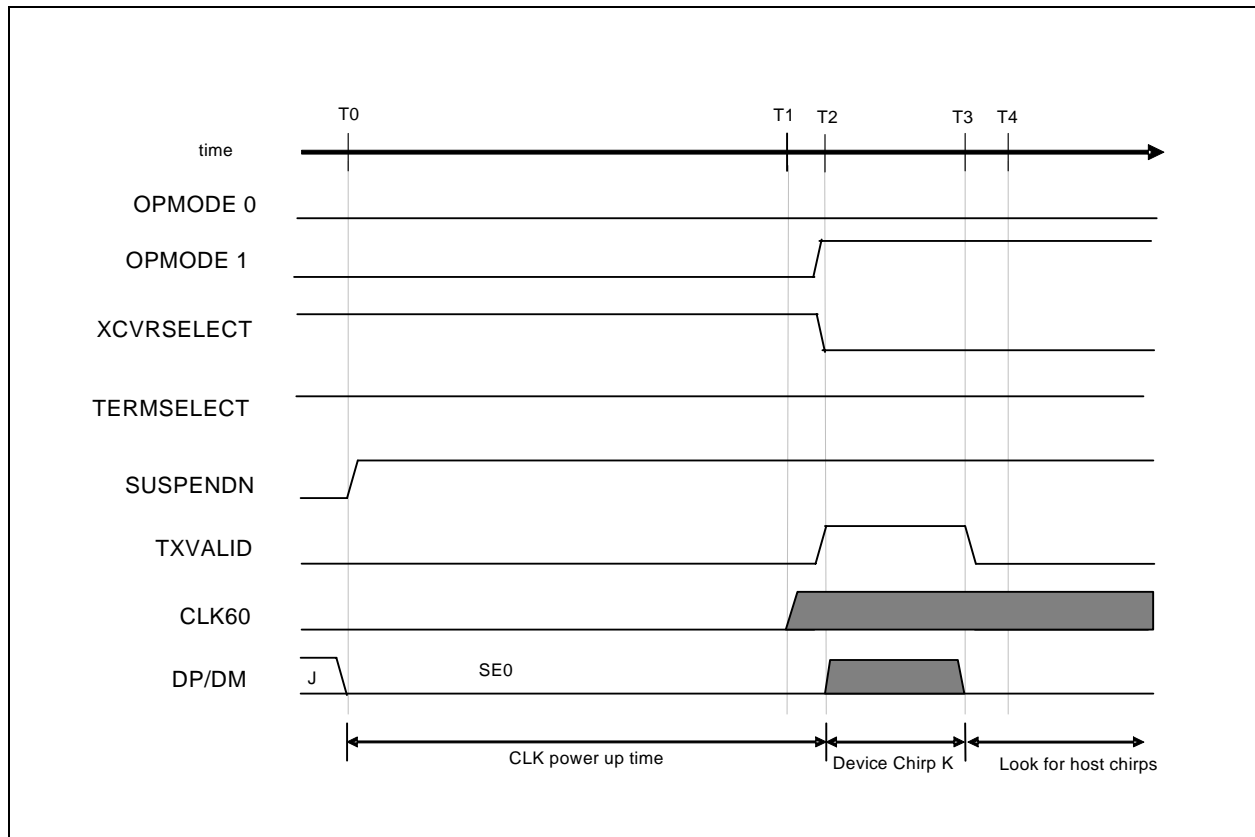 T0
T1
T2
T3
T4
time
OPMODE 0
OPMODE 1
XCVRSELECT
TERMSELECT
SUSPENDN
TXVALID
CLK60
DP/DM
J
SE0
CLK power up time
Device Chirp K
Look for host chirps